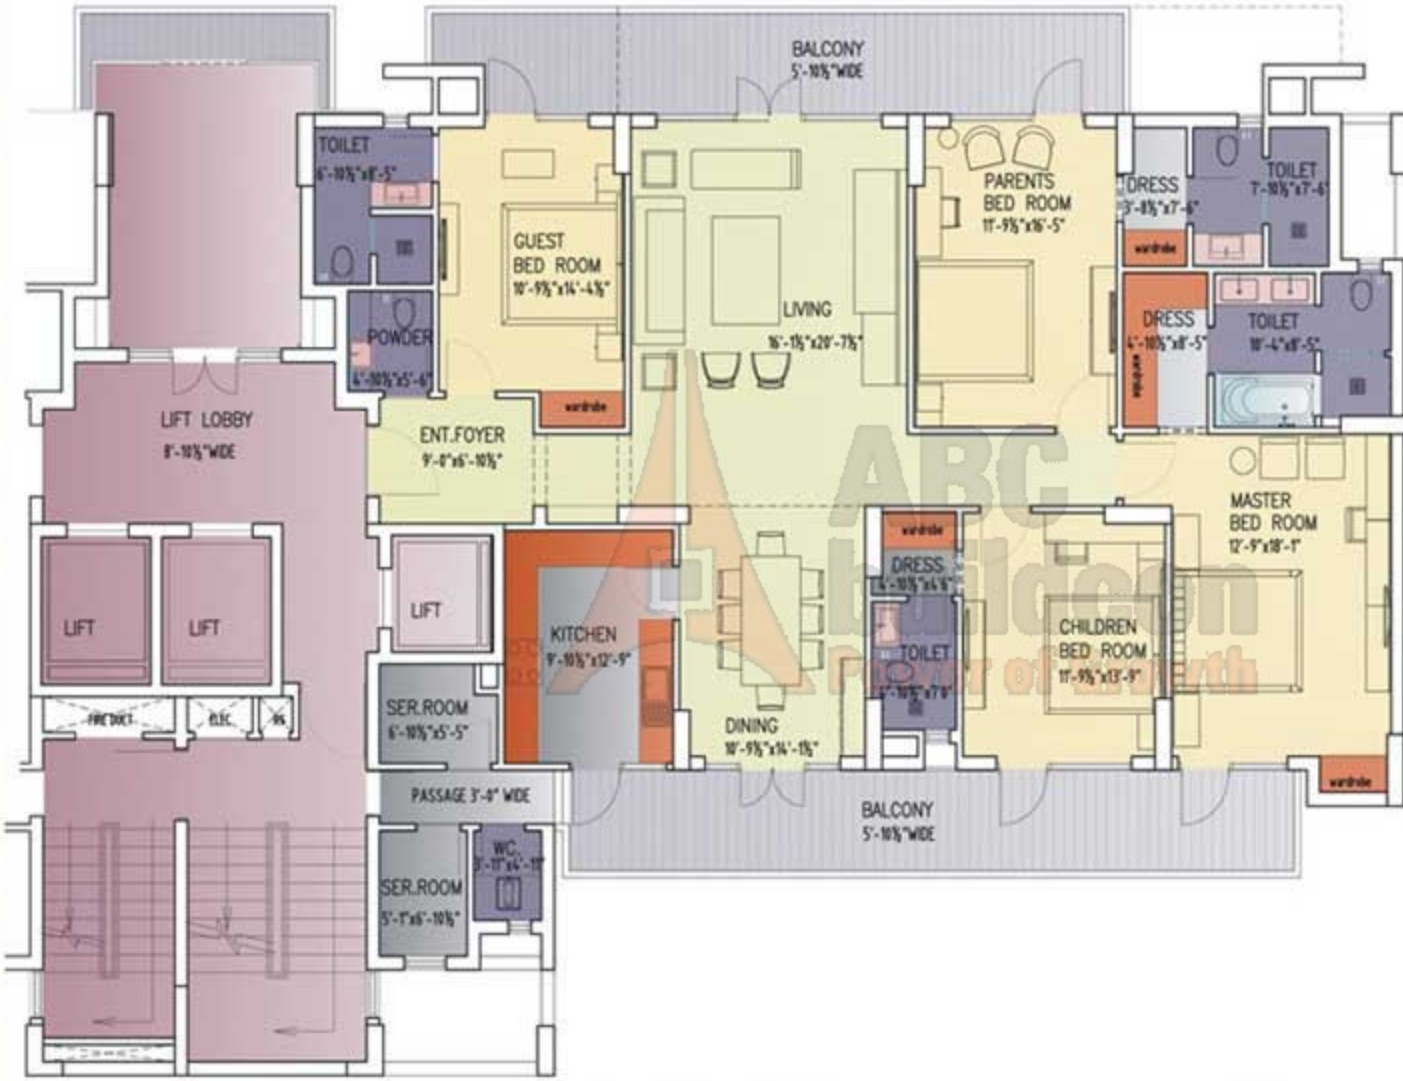 BALCONY
5'-10½" WIDE
TOILET
6'-10½"x8'-5"
GUEST
BED ROOM
10'-9½"x14'-4½"
wardrobe
POWDER
4'-10½"x5'-6"
LIVING
16'-1½"x20'-7½"
PARENTS
BED ROOM
11'-9½"x16'-5"
DRESS
3'-8½"x7'-6"
wardrobe
TOILET
7'-10½"x7'-6"
DRESS
4'-10½"x8'-5"
wardrobe
TOILET
10'-4"x8'-5"
LIFT LOBBY
8'-10½" WIDE
ENT.FOYER
9'-0"x6'-10½"
ABC
buildcon
Power of Growth
MASTER
BED ROOM
12'-9"x18'-1"
wardrobe
wardrobe
DRESS
4'-10½"x4'6"
TOILET
CHILDREN
BED ROOM
11'-9½"x13'-9"
LIFT
LIFT
LIFT
KITCHEN
9'-10½"x12'-9"
DINING
10'-9½"x14'-1½"
FIRE DUCT
ELEC.
SER.ROOM
6'-10½"x5'-5"
PASSAGE 3'-0" WIDE
BALCONY
5'-10½" WIDE
SER.ROOM
5'-1"x6'-10½"
WC.
3'-11"x4'-11"